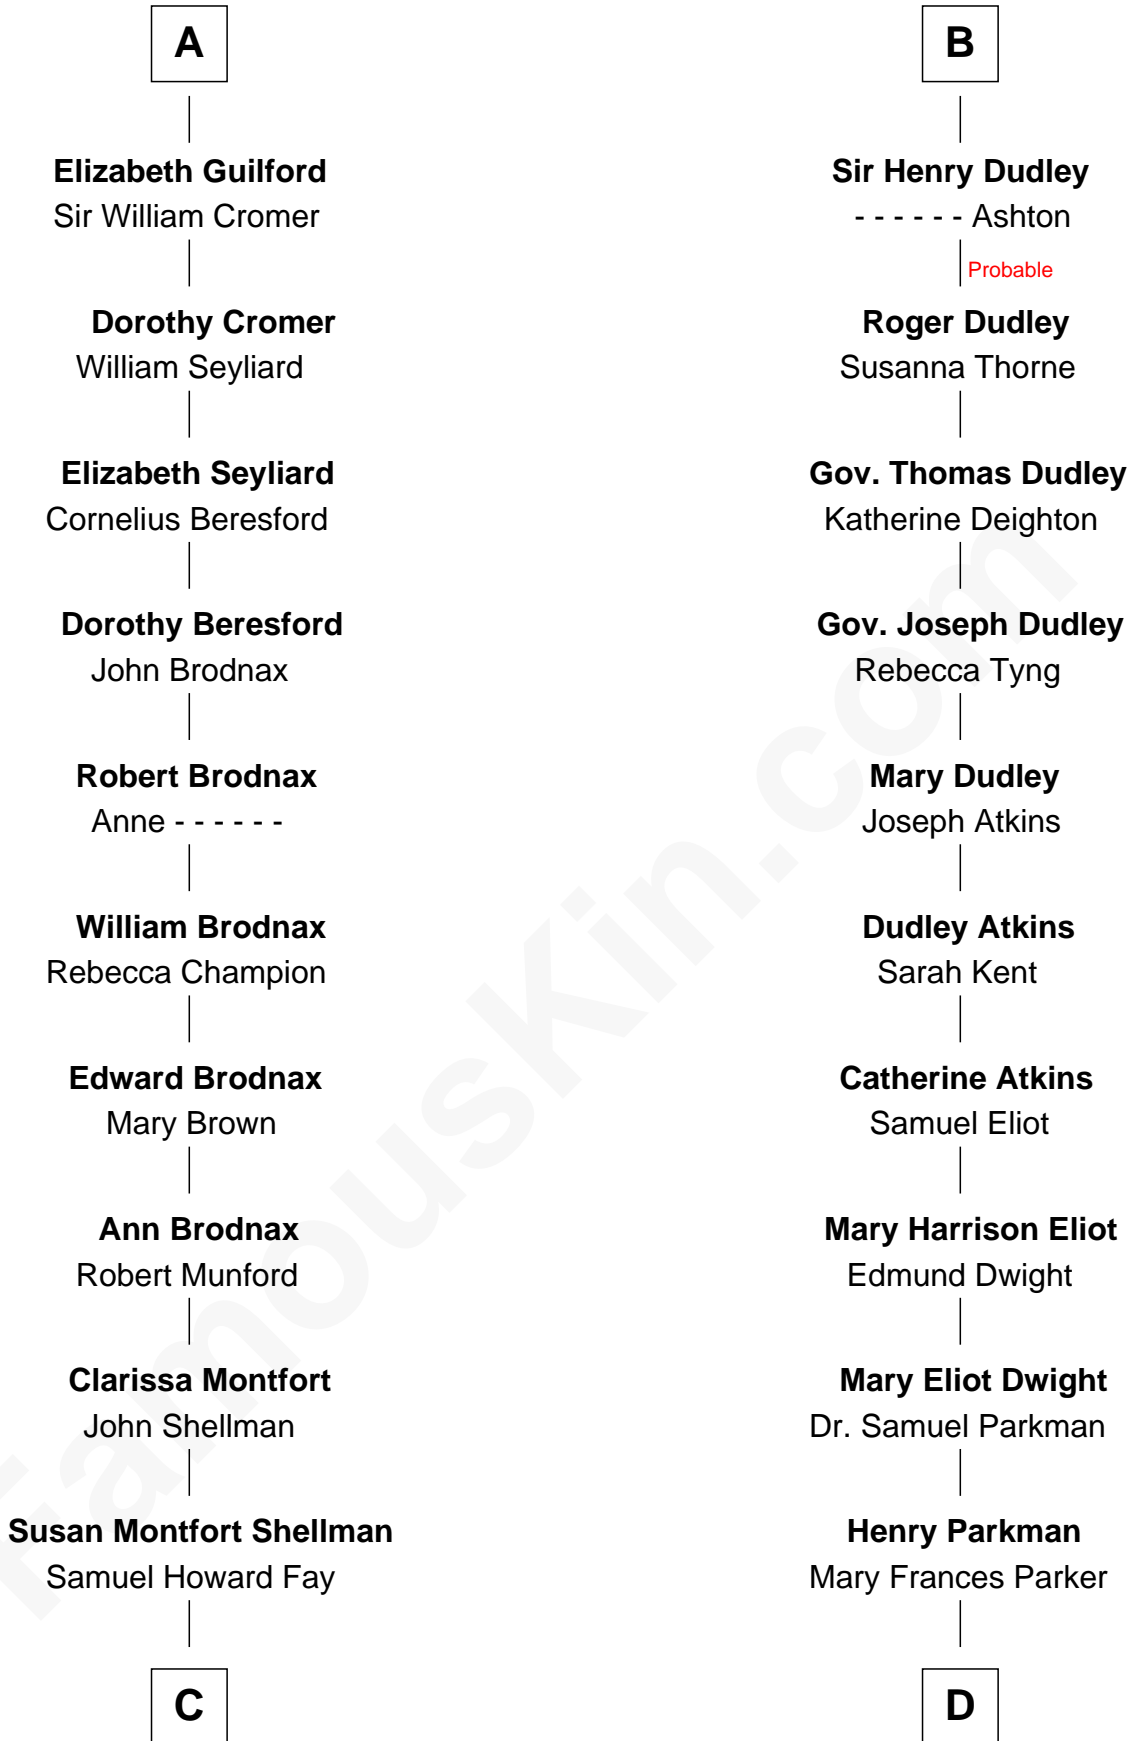 A
Elizabeth Guilford
Sir William Cromer
Dorothy Cromer
William Seyliard
Elizabeth Seyliard
Cornelius Beresford
Dorothy Beresford
John Brodnax
Robert Brodnax
Anne - - - - - -
William Brodnax
Rebecca Champion
Edward Brodnax
Mary Brown
Ann Brodnax
Robert Munford
Clarissa Montfort
John Shellman
Susan Montfort Shellman
Samuel Howard Fay
C
B
Sir Henry Dudley
- - - - - - Ashton
Probable
Roger Dudley
Susanna Thorne
Gov. Thomas Dudley
Katherine Deighton
Gov. Joseph Dudley
Rebecca Tyng
Mary Dudley
Joseph Atkins
Dudley Atkins
Sarah Kent
Catherine Atkins
Samuel Eliot
Mary Harrison Eliot
Edmund Dwight
Mary Eliot Dwight
Dr. Samuel Parkman
Henry Parkman
Mary Frances Parker
D
FamousKin.com